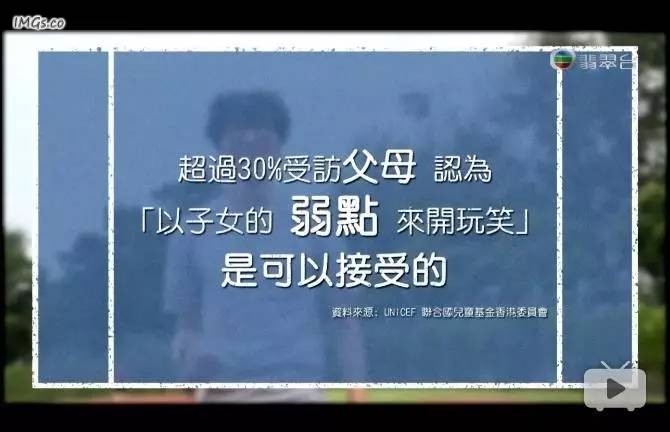 IMGs.co
翡翠台
超過30%受訪父母 認為
「以子女的 弱點 來開玩笑」
是可以接受的
資料來源: UNICEF 聯合國兒童基金香港委員會